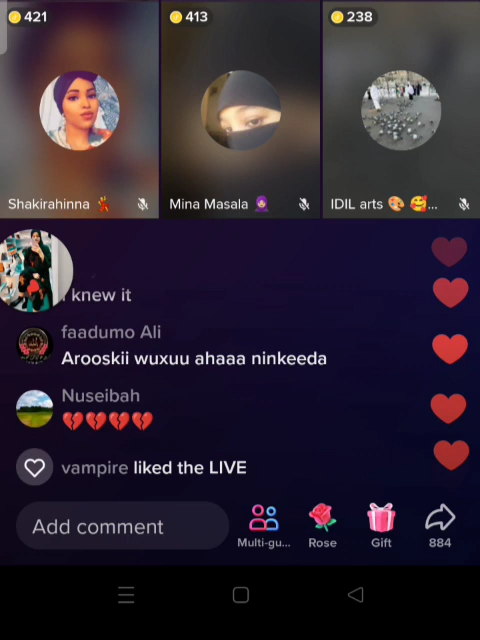 421
413
238
Shakirahinna 💃
Mina Masala 🧕
IDIL arts 🎨 🥰...
knew it
faadumo Ali
Arooskii wuxuu ahaaa ninkeeda
Nuseibah
💔💔💔💔
vampire liked the LIVE
Add comment
Multi-gu...
Rose
Gift
884